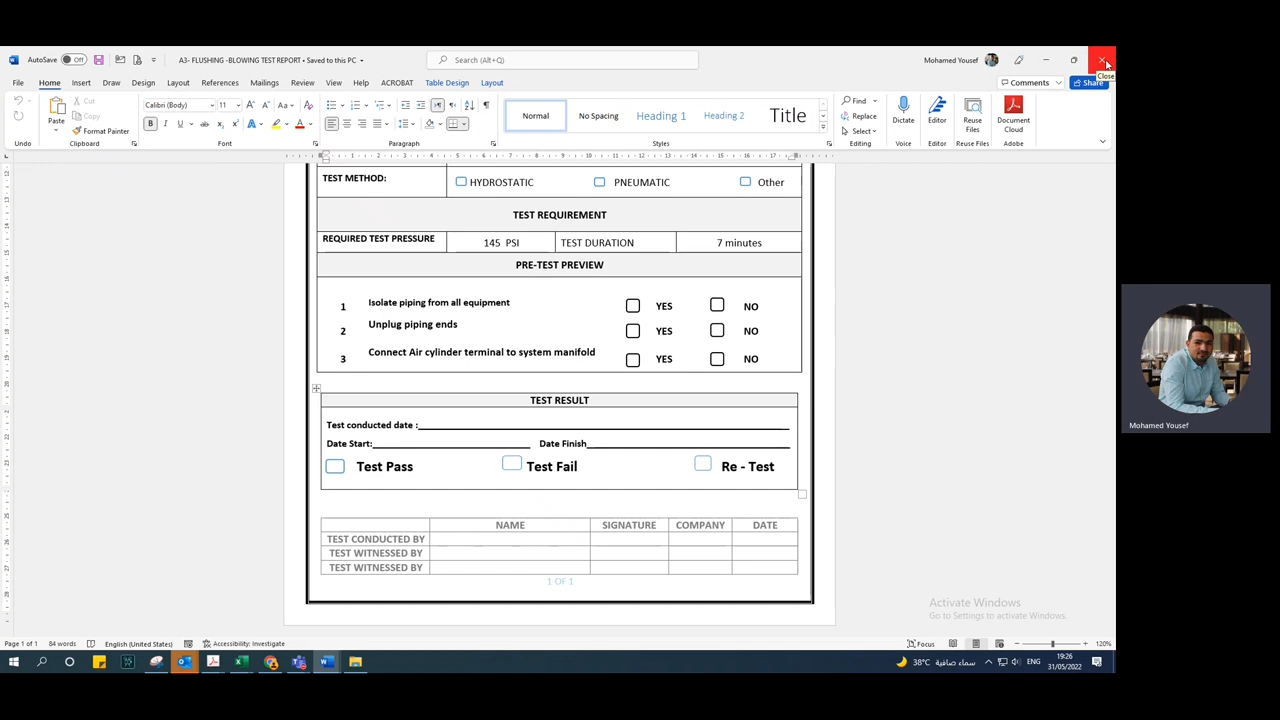 AutoSave Off A3- FLUSHING -BLOWING TEST REPORT • Saved to this PC Search (Alt+Q) Mohamed Yousef
Close
File Home Insert Draw Design Layout References Mailings Review View Help ACROBAT Table Design Layout Comments Share
Paste Cut Copy Format Painter
Calibri (Body) 11
Normal No Spacing Heading 1 Heading 2 Title
Find Replace Select
Dictate Editor Reuse Files Document Cloud
Undo Clipboard Font Paragraph Styles Editing Voice Editor Reuse Files Adobe
TEST METHOD: HYDROSTATIC PNEUMATIC Other
TEST REQUIREMENT
REQUIRED TEST PRESSURE 145 PSI TEST DURATION 7 minutes
PRE-TEST PREVIEW
1 Isolate piping from all equipment YES NO
2 Unplug piping ends YES NO
3 Connect Air cylinder terminal to system manifold YES NO
TEST RESULT
Test conducted date :
Date Start: Date Finish
Test Pass Test Fail Re - Test
NAME SIGNATURE COMPANY DATE
TEST CONDUCTED BY
TEST WITNESSED BY
TEST WITNESSED BY
1 OF 1
Mohamed Yousef
Activate Windows
Go to Settings to activate Windows.
Page 1 of 1 84 words English (United States) Accessibility: Investigate Focus 120%
38°C سماء صافية ENG 19:26
31/05/2022